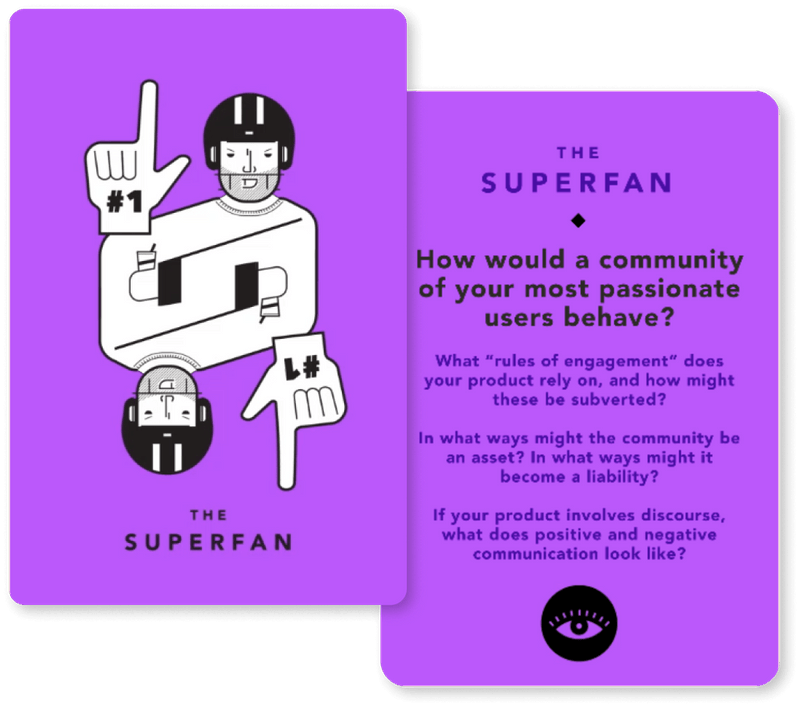 #1
#1
THE
SUPERFAN
THE
SUPERFAN
How would a community
of your most passionate
users behave?
What “rules of engagement” does
your product rely on, and how might
these be subverted?
In what ways might the community be
an asset? In what ways might it
become a liability?
If your product involves discourse,
what does positive and negative
communication look like?